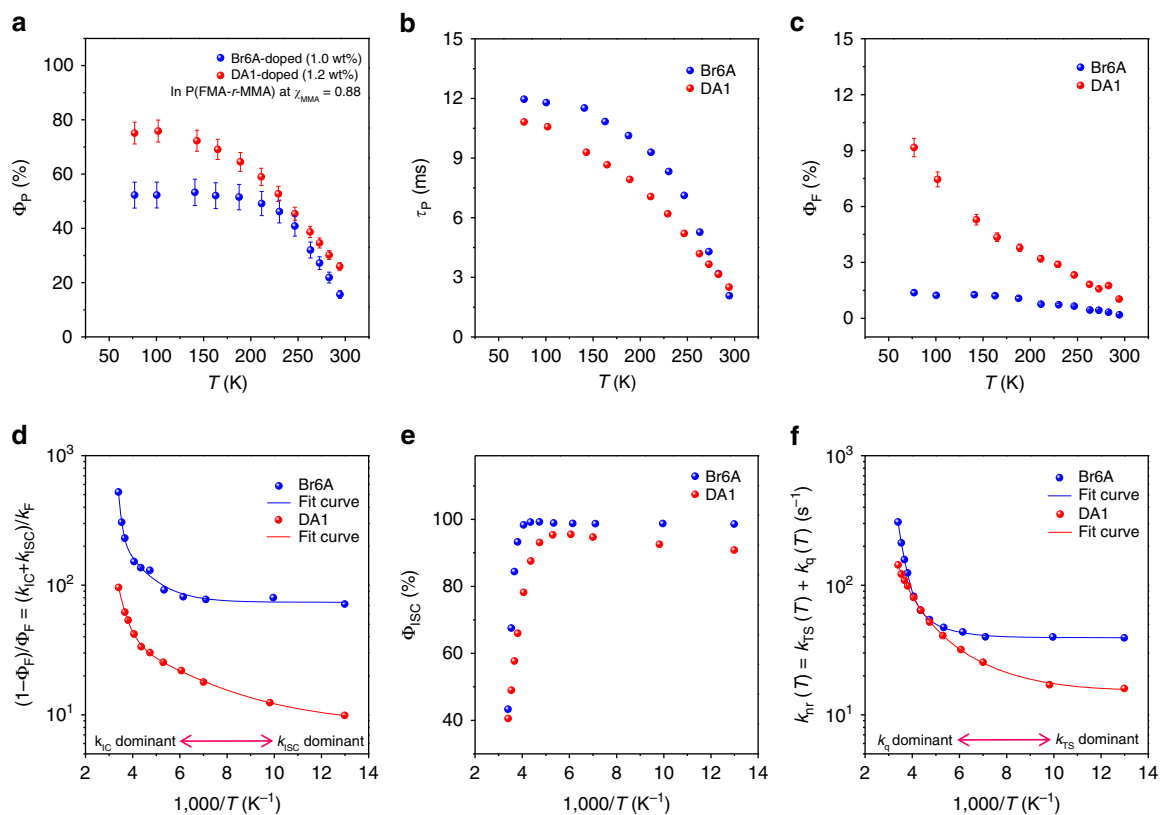 a
ΦP (%)
100
80
60
40
20
0
Br6A-doped (1.0 wt%)
DA1-doped (1.2 wt%)
In P(FMA-r-MMA) at χMMA = 0.88
50 100 150 200 250 300
T (K)
b
τP (ms)
15
12
9
6
3
0
Br6A
DA1
50 100 150 200 250 300
T (K)
c
ΦF (%)
15
12
9
6
3
0
Br6A
DA1
50 100 150 200 250 300
T (K)
d
(1–ΦF)/ΦF = (kIC+kISC)/kF
10³
10²
10¹
Br6A
Fit curve
DA1
Fit curve
kIC dominant kISC dominant
2 4 6 8 10 12 14
1,000/T (K⁻¹)
e
ΦISC (%)
100
80
60
40
Br6A
DA1
2 4 6 8 10 12 14
1,000/T (K⁻¹)
f
knr (T) = kTS (T) + kq (T) (s⁻¹)
10³
10²
10¹
Br6A
Fit curve
DA1
Fit curve
kq dominant kTS dominant
2 4 6 8 10 12 14
1,000/T (K⁻¹)